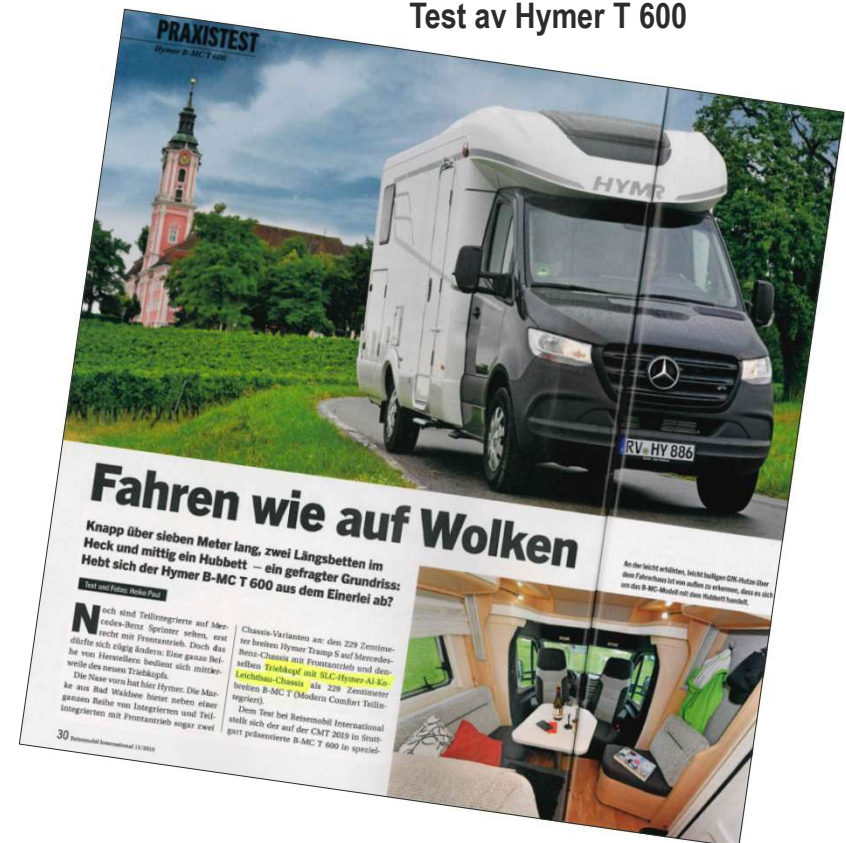 Test av Hymer T 600
PRAXISTEST
Hymer B-MC T 600
HYMR
RV HY 886
Fahren wie auf Wolken
Knapp über sieben Meter lang, zwei Längsbetten im
Heck und mittig ein Hubbett — ein gefragter Grundriss:
Hebt sich der Hymer B-MC T 600 aus dem Einerlei ab?
Text und Fotos: Heiko Paul
Noch sind Teilintegrierte auf Mer-
cedes-Benz Sprinter selten, erst
recht mit Frontantrieb. Doch das
dürfte sich zügig ändern: Eine ganze Rei-
he von Herstellern bedient sich mittler-
weile des neuen Triebkopfs.
Die Nase vorn hat hier Hymer. Die Mar-
ke aus Bad Waldsee bietet neben einer
ganzen Reihe von Integrierten und Teil-
integrierten mit Frontantrieb sogar zwei
Chassis-Varianten an: den 229 Zentime-
ter breiten Hymer Tramp S auf Mercedes-
Benz-Chassis mit Frontantrieb und den-
selben Triebkopf mit SLC-Hymer-Al-Ko-
Leichtbau-Chassis als 229 Zentimeter
breiten B-MC T (Modern Comfort Teilin-
tegriert).
Dem Test bei Reisemobil International
stellt sich der auf der CMT 2019 in Stutt-
gart präsentierte B-MC T 600 in speziel-
An der leicht erhöhten, leicht bulligen GfK-Hutze über
dem Fahrerhaus ist von außen zu erkennen, dass es sich
um das B-MC-Modell mit dem Hubbett handelt.
30 Reisemobil International 11/2019